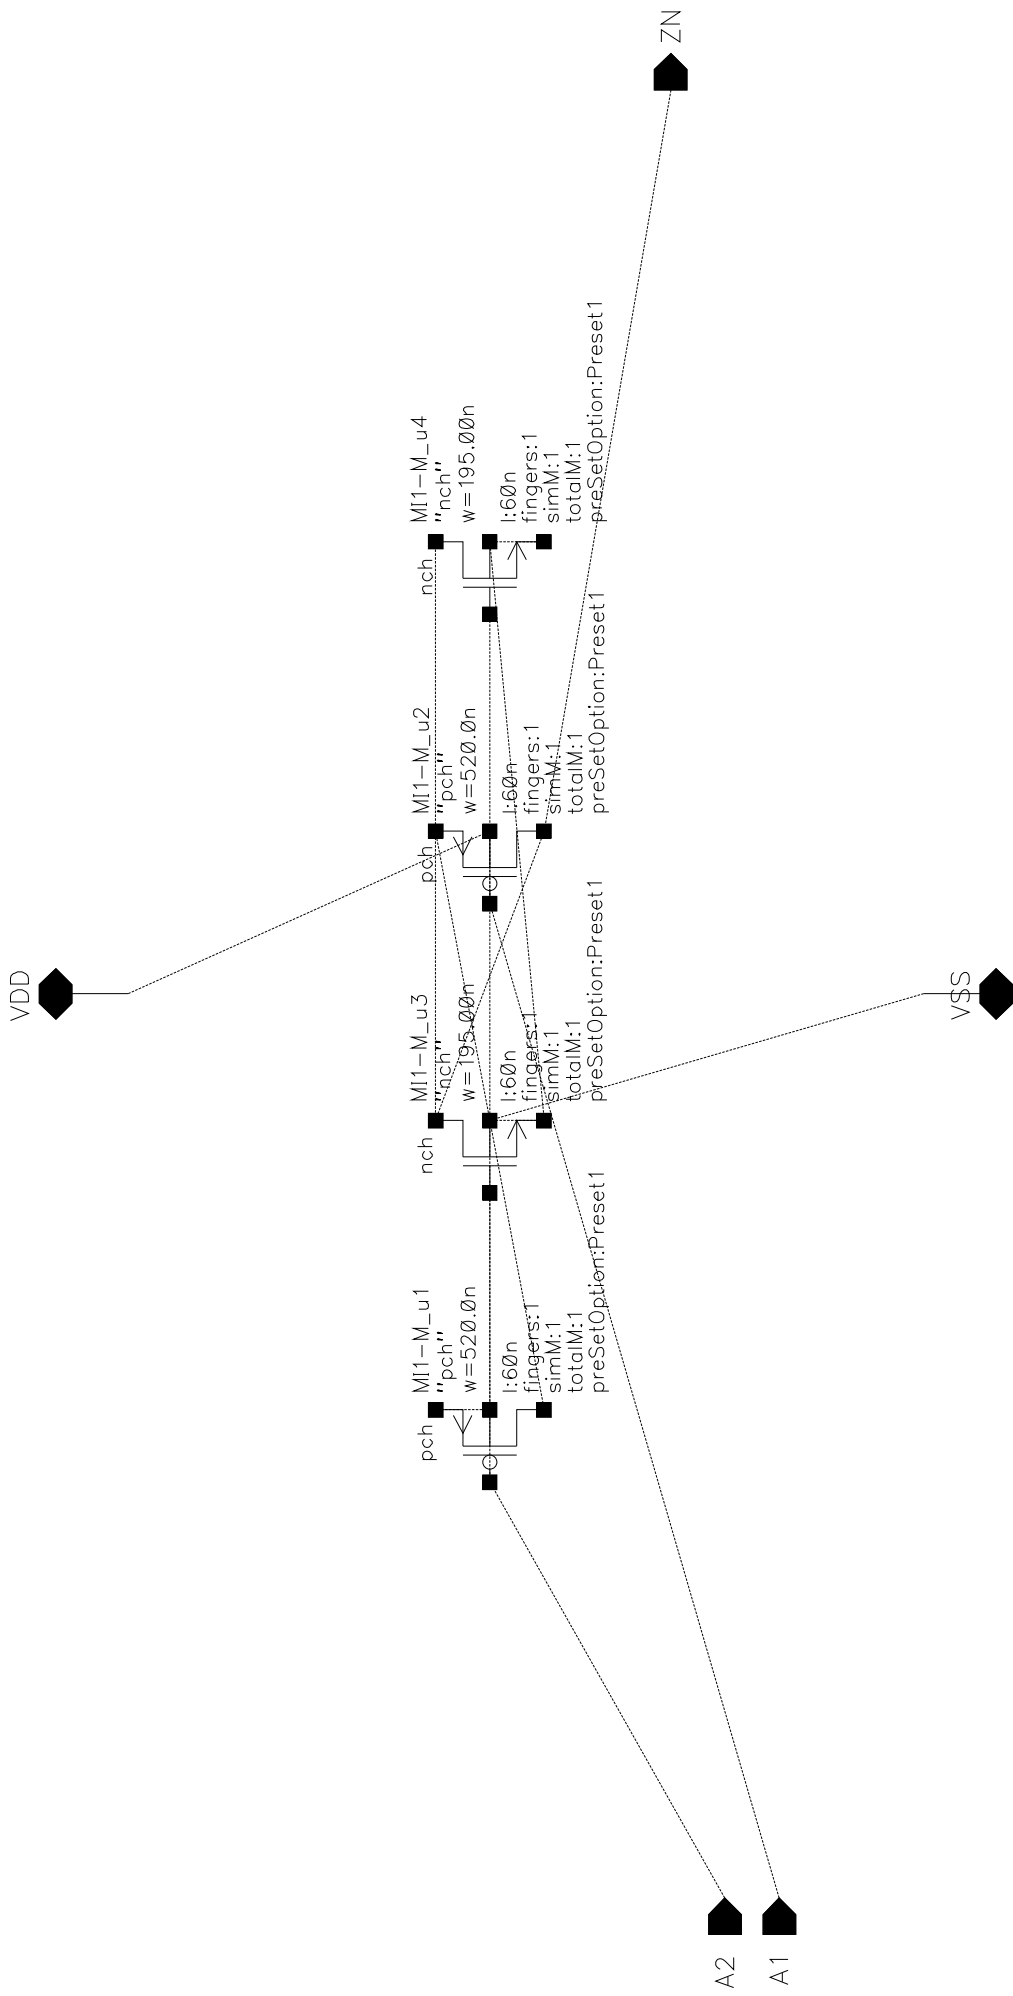 VDD
MI1-M_u1
"pch"
w=520.0n
pch
l:60n
fingers:1
simM:1
totalM:1
preSetOption:Preset1
MI1-M_u3
"nch"
w=195.00n
nch
l:60n
fingers:1
simM:1
totalM:1
preSetOption:Preset1
MI1-M_u2
"pch"
w=520.0n
pch
l:60n
fingers:1
simM:1
totalM:1
preSetOption:Preset1
MI1-M_u4
"nch"
w=195.00n
nch
l:60n
fingers:1
simM:1
totalM:1
preSetOption:Preset1
ZN
A2
A1
VSS